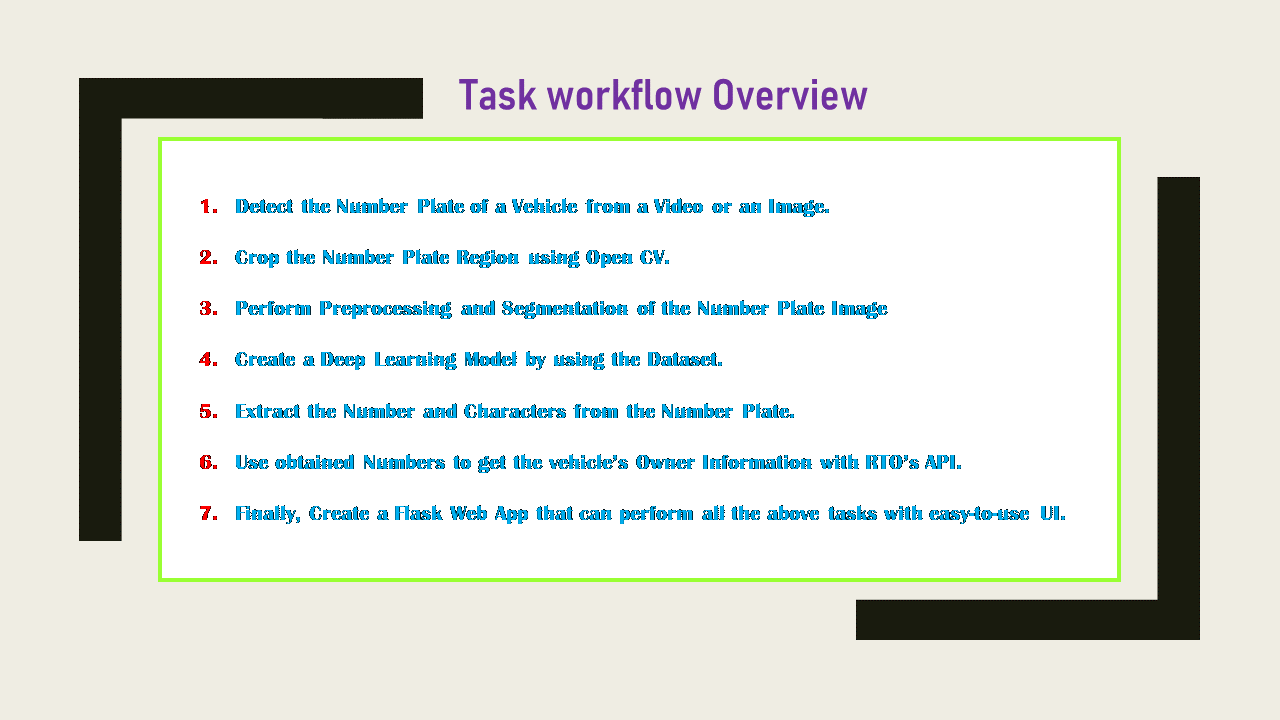 Task workflow Overview
1. Detect the Number Plate of a Vehicle from a Video or an Image.
2. Crop the Number Plate Region using Open CV.
3. Perform Preprocessing and Segmentation of the Number Plate Image
4. Create a Deep Learning Model by using the Dataset.
5. Extract the Number and Characters from the Number Plate.
6. Use obtained Numbers to get the vehicle's Owner Information with RTO's API.
7. Finally, Create a Flask Web App that can perform all the above tasks with easy-to-use UI.